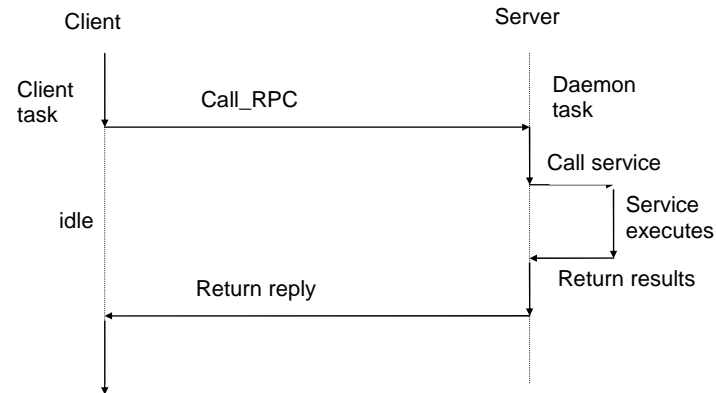 Client
Server
Client
task
Call_RPC
Daemon
task
Call service
idle
Service
executes
Return results
Return reply